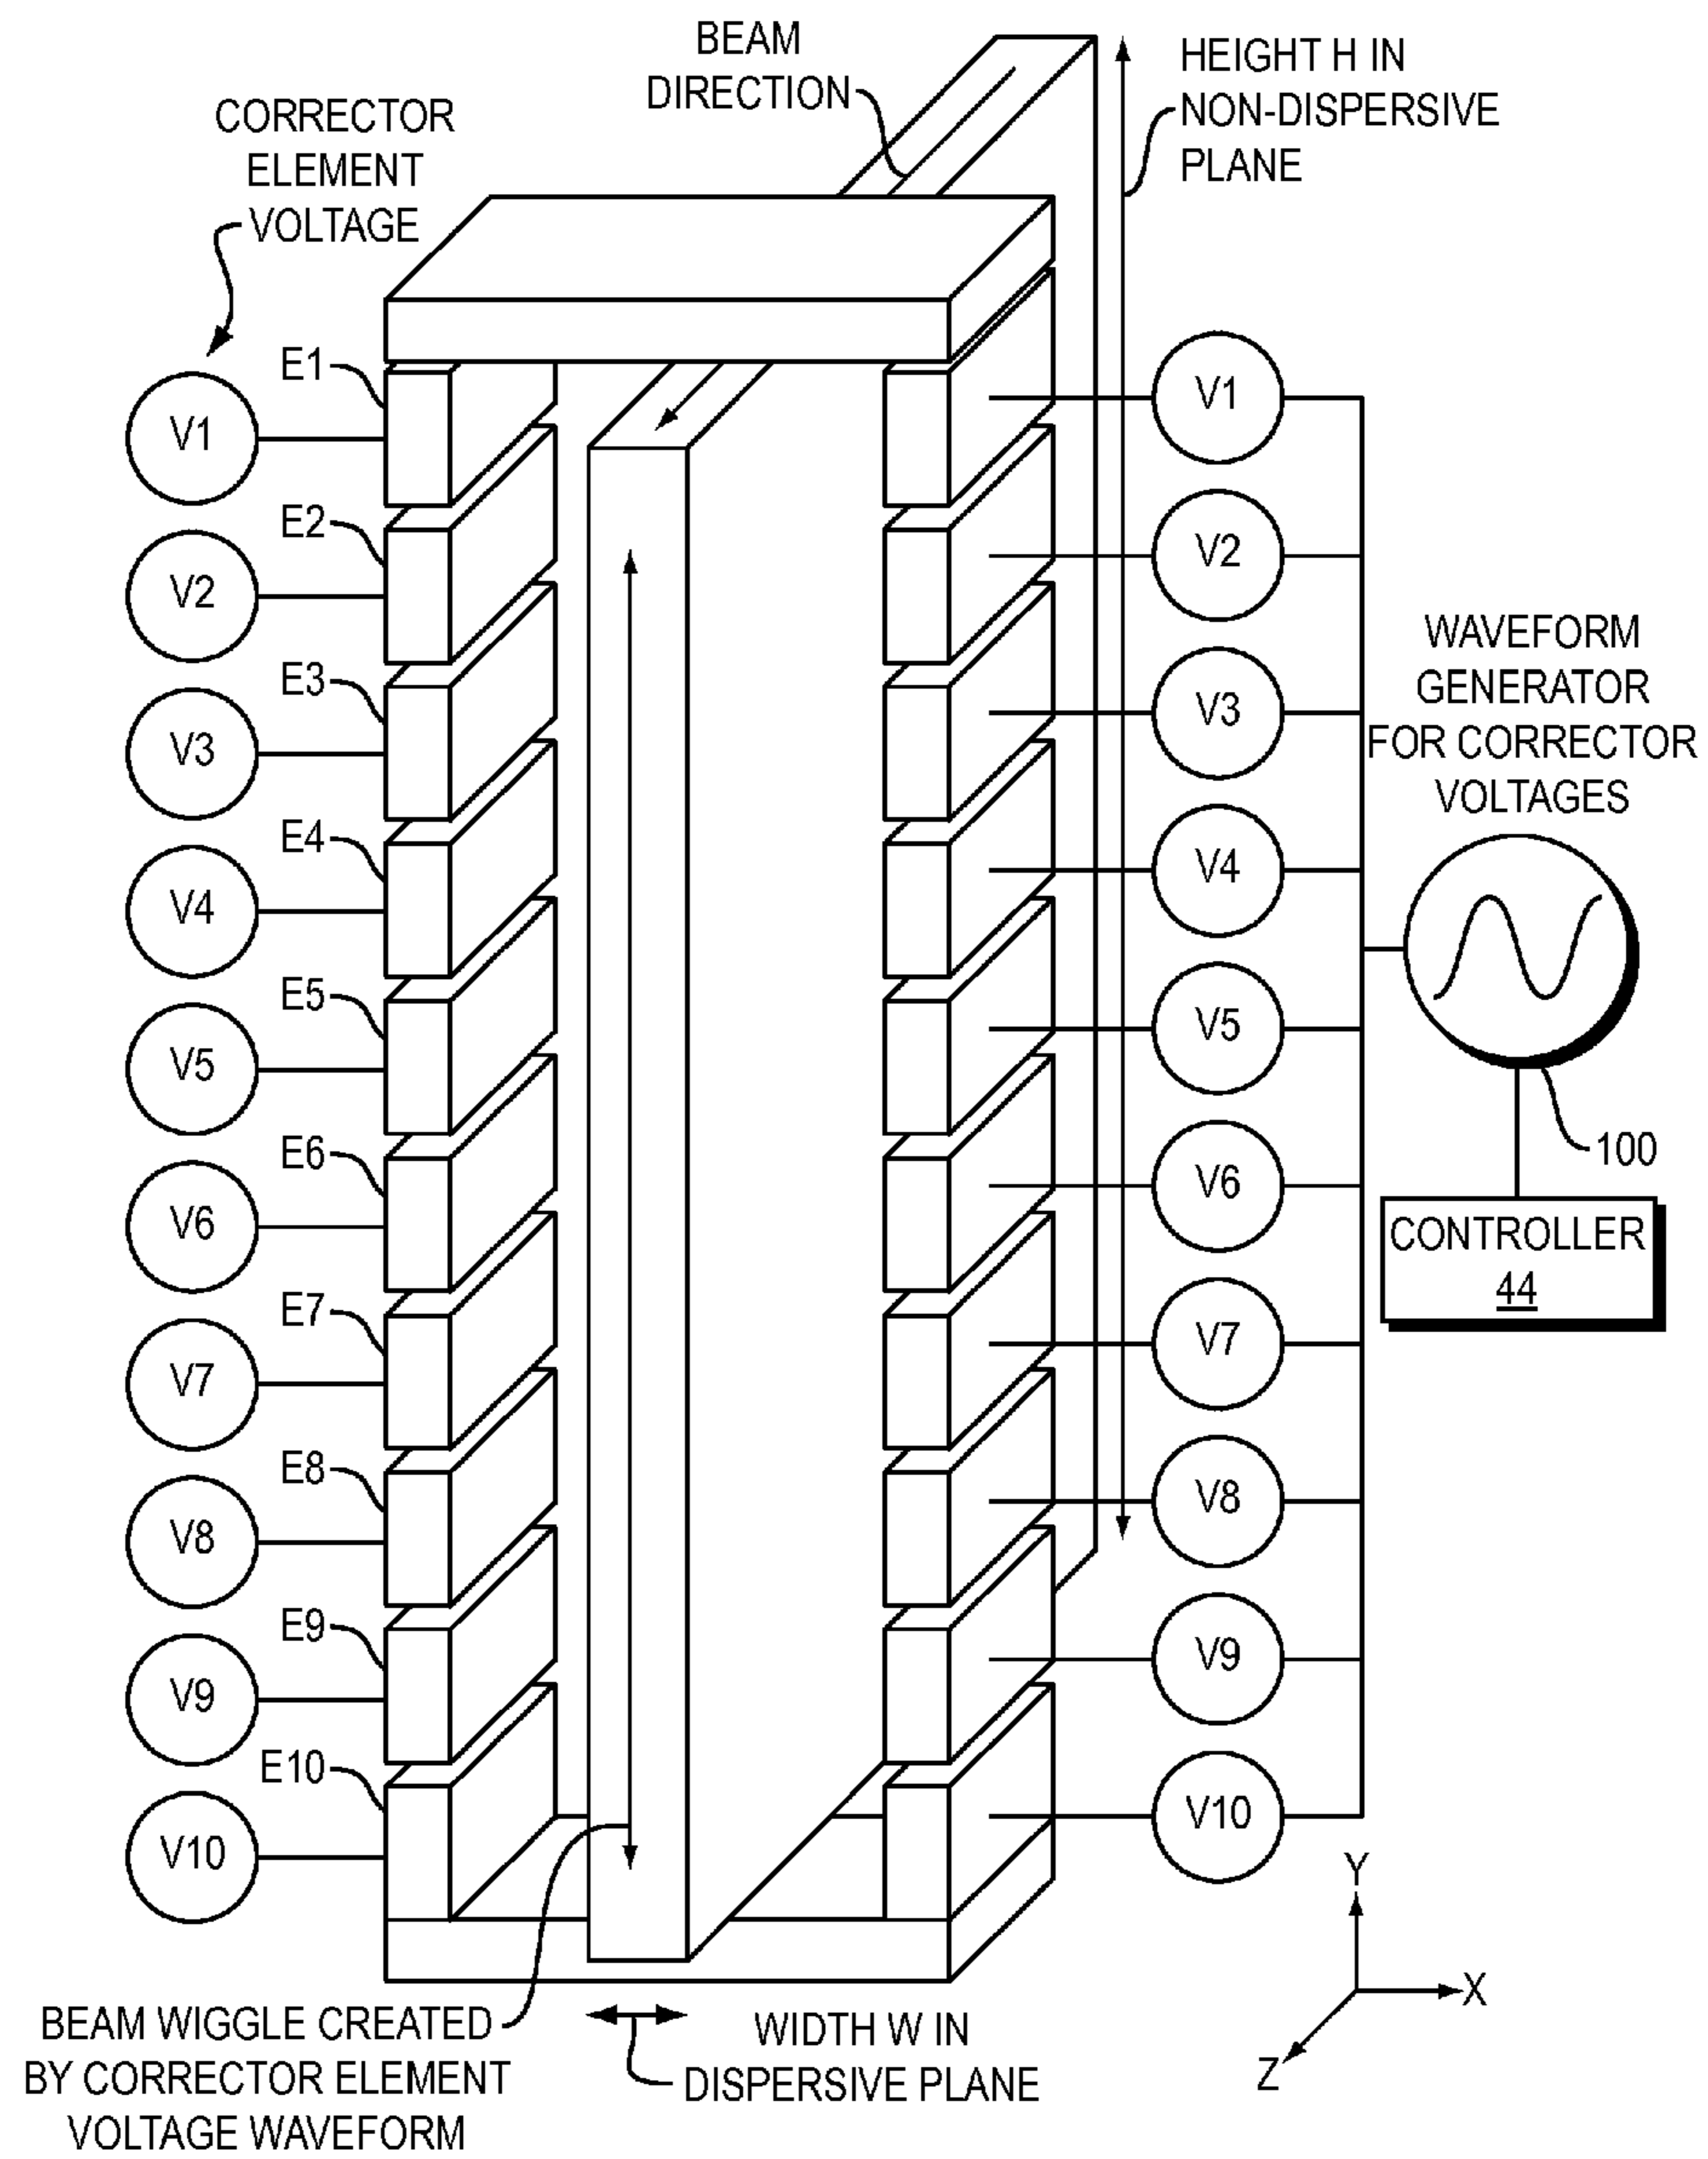 BEAM
DIRECTION
HEIGHT H IN
NON-DISPERSIVE
PLANE
CORRECTOR
ELEMENT
VOLTAGE
E1
V1
E2
V2
E3
V3
E4
V4
E5
V5
E6
V6
E7
V7
E8
V8
E9
V9
E10
V10
V1
V2
V3
V4
V5
V6
V7
V8
V9
V10
WAVEFORM
GENERATOR
FOR CORRECTOR
VOLTAGES
100
CONTROLLER
44
Y
X
Z
BEAM WIGGLE CREATED
BY CORRECTOR ELEMENT
VOLTAGE WAVEFORM
WIDTH W IN
DISPERSIVE PLANE